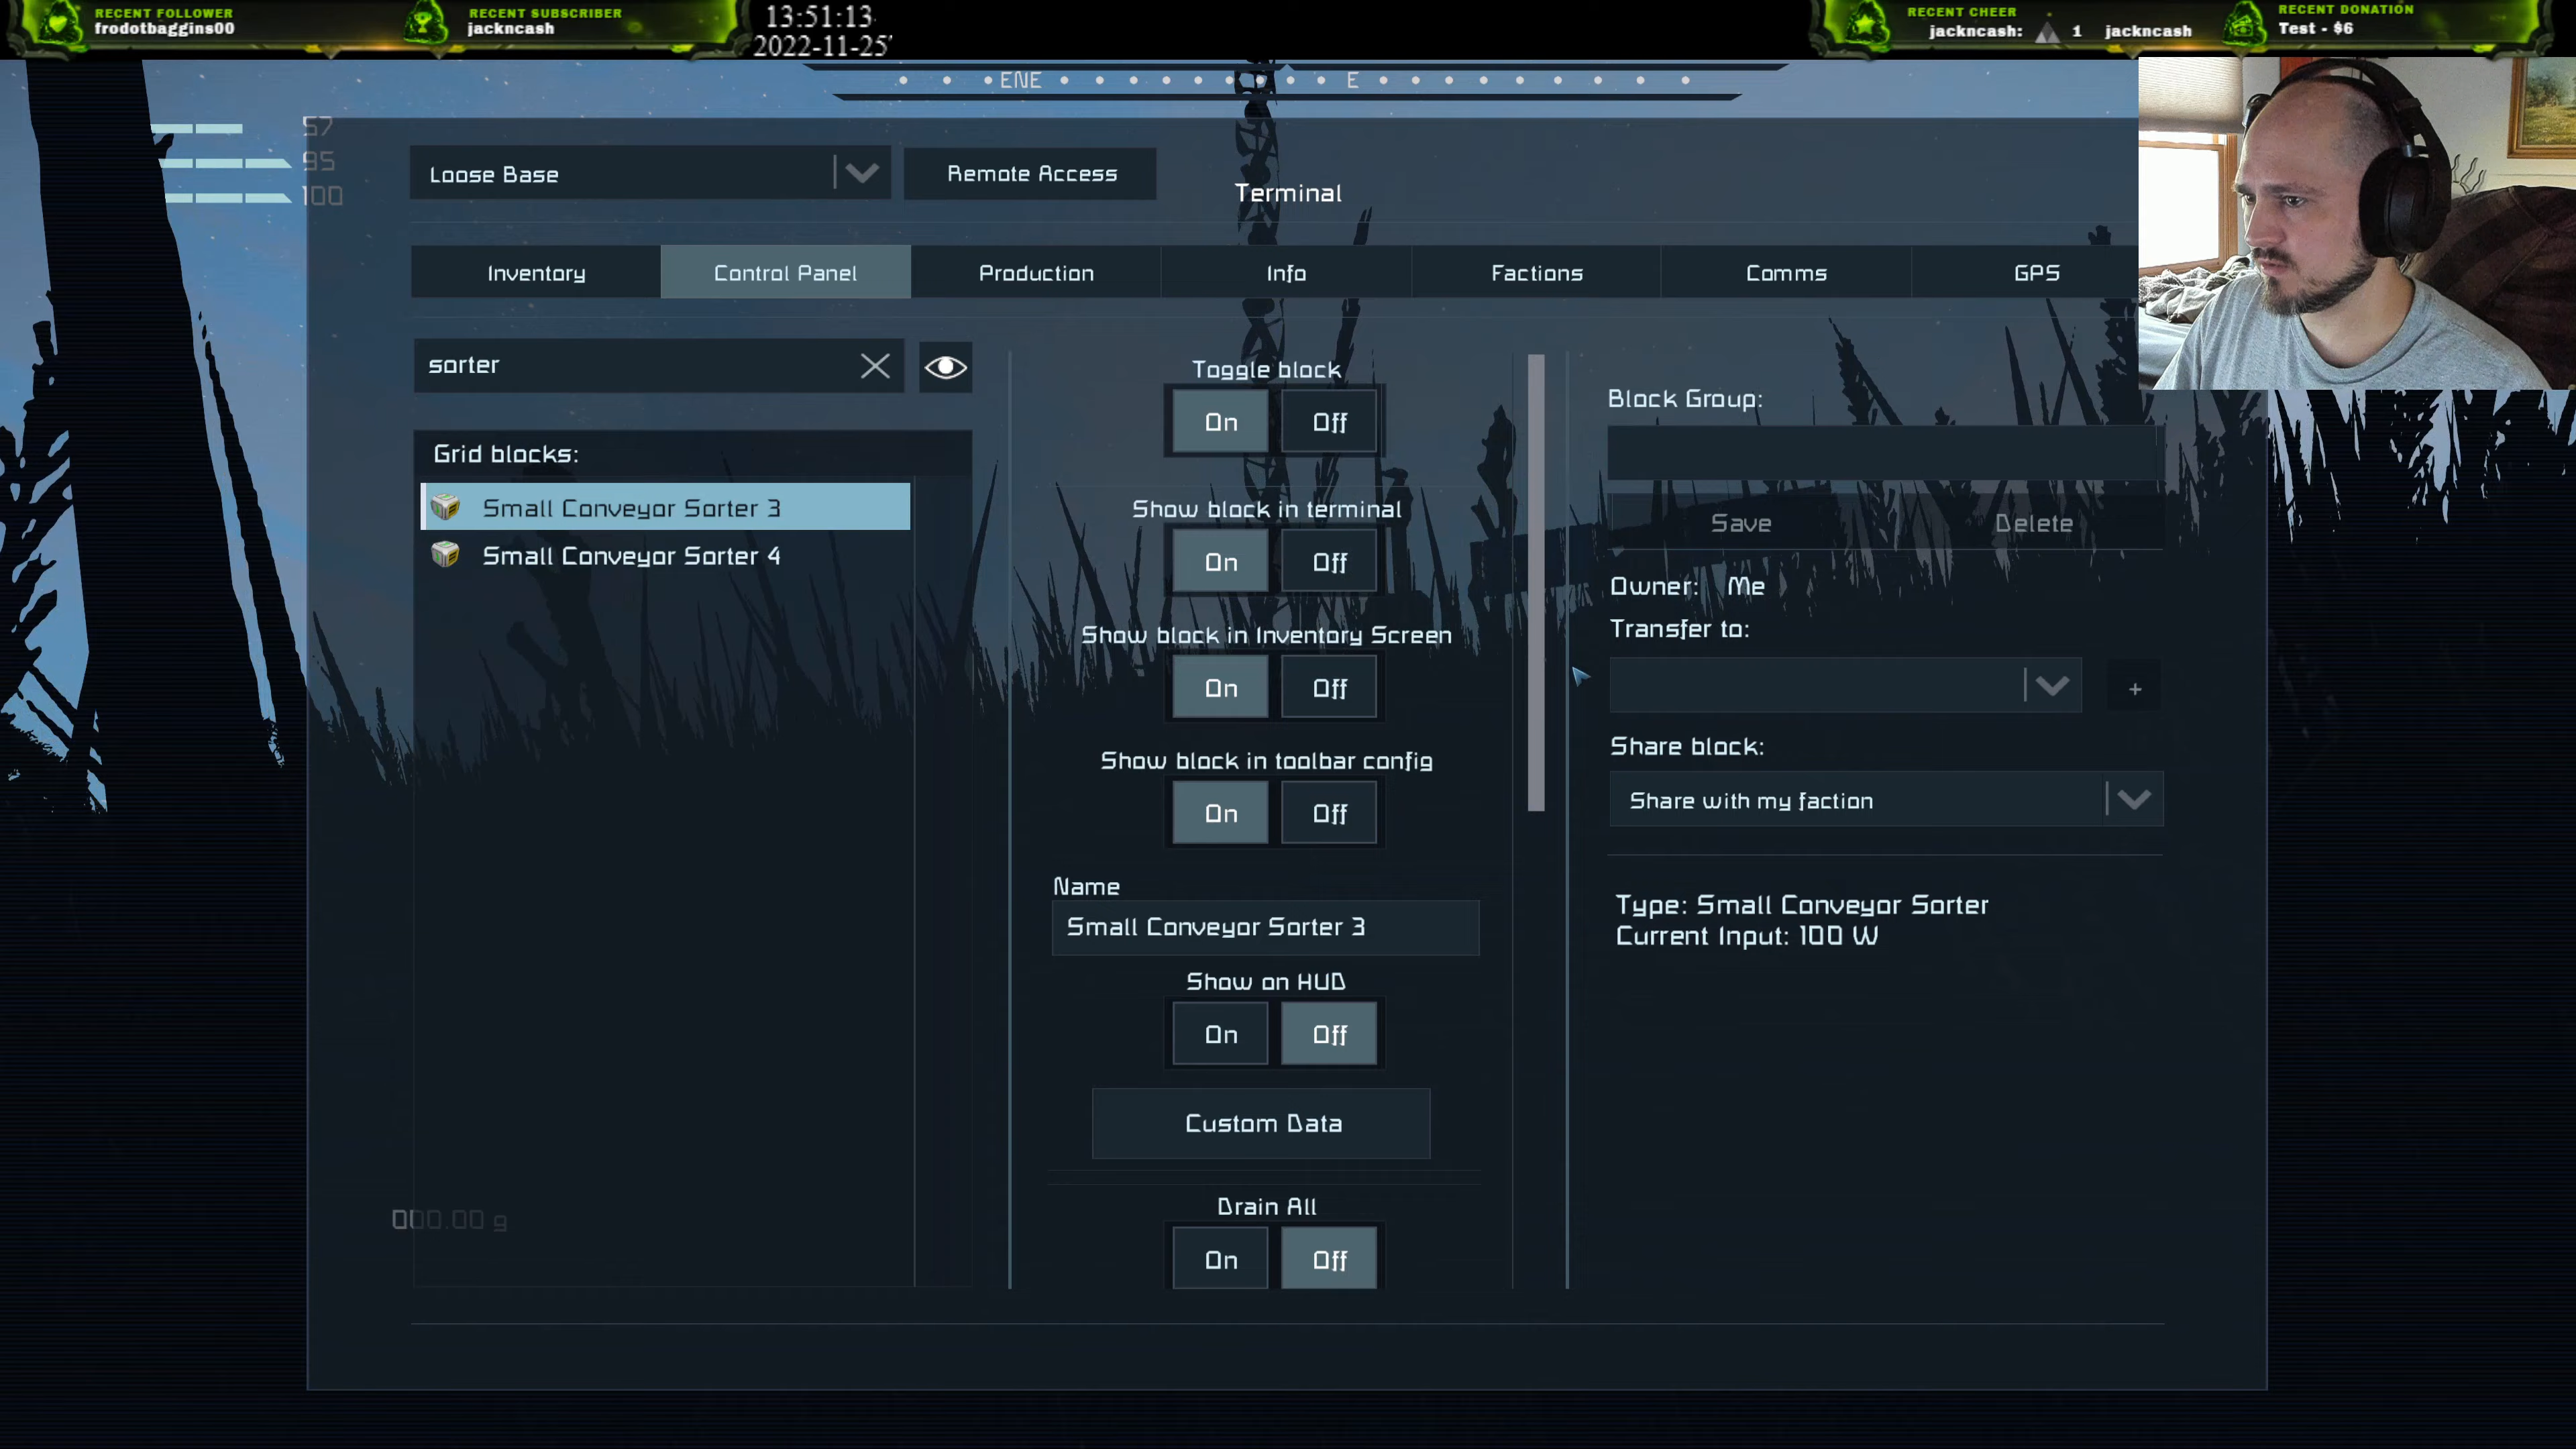 RECENT FOLLOWER
frodotbaggins00
RECENT SUBSCRIBER
jackncash
13:51:13
2022-11-25
RECENT CHEER
jackncash: 1 jackncash
RECENT DONATION
Test - $6
ENE E
57
95
100
Loose Base
Remote Access
Terminal
Inventory
Control Panel
Production
Info
Factions
Comms
GPS
sorter
Grid blocks:
Small Conveyor Sorter 3
Small Conveyor Sorter 4
Toggle block
On Off
Show block in terminal
On Off
Show block in Inventory Screen
On Off
Show block in toolbar config
On Off
Name
Small Conveyor Sorter 3
Show on HUD
On Off
Custom Data
Drain All
On Off
Block Group:
Save Delete
Owner: Me
Transfer to:
+
Share block:
Share with my faction
Type: Small Conveyor Sorter
Current Input: 100 W
000.00 g